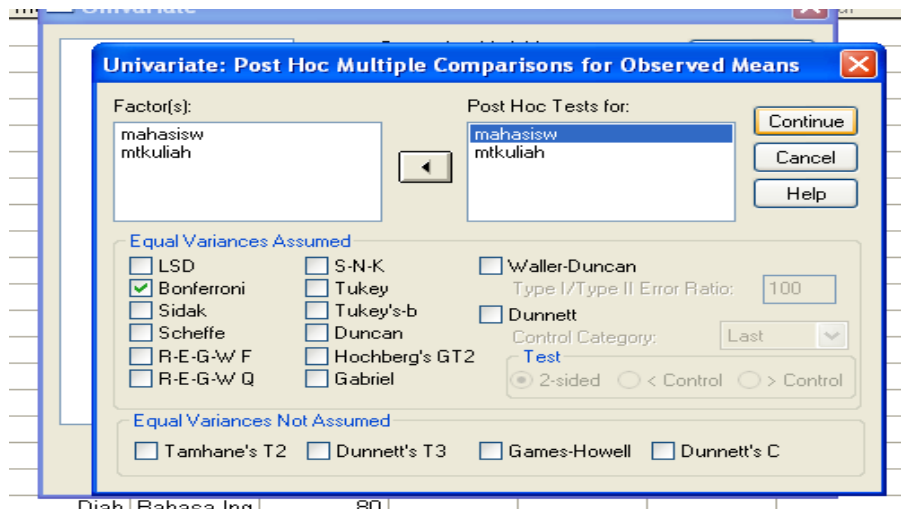 Univariate
Univariate: Post Hoc Multiple Comparisons for Observed Means
Factor(s):
mahasisw
mtkuliah
Post Hoc Tests for:
mahasisw
mtkuliah
Continue
Cancel
Help
Equal Variances Assumed
LSD
Bonferroni
Sidak
Scheffe
R-E-G-W F
R-E-G-W Q
S-N-K
Tukey
Tukey's-b
Duncan
Hochberg's GT2
Gabriel
Waller-Duncan
Type I/Type II Error Ratio: 100
Dunnett
Control Category: Last
Test
2-sided < Control > Control
Equal Variances Not Assumed
Tamhane's T2 Dunnett's T3 Games-Howell Dunnett's C
Diah Bahasa Ing 80